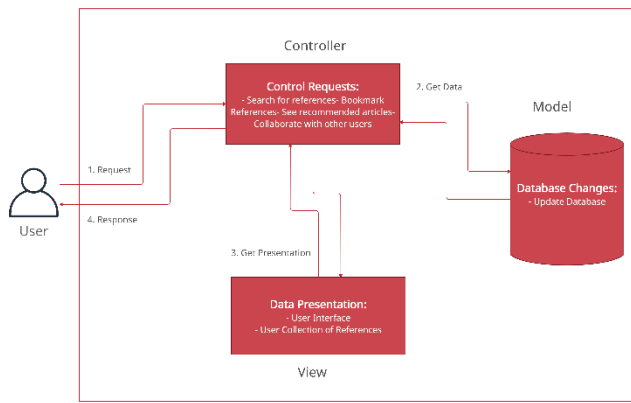 Controller
Control Requests:
- Search for references- Bookmark
References- See recommended articles-
Collaborate with other users
2. Get Data
Model
Database Changes:
- Update Database
1. Request
User
4. Response
3. Get Presentation
Data Presentation:
- User Interface
- User Collection of References
View